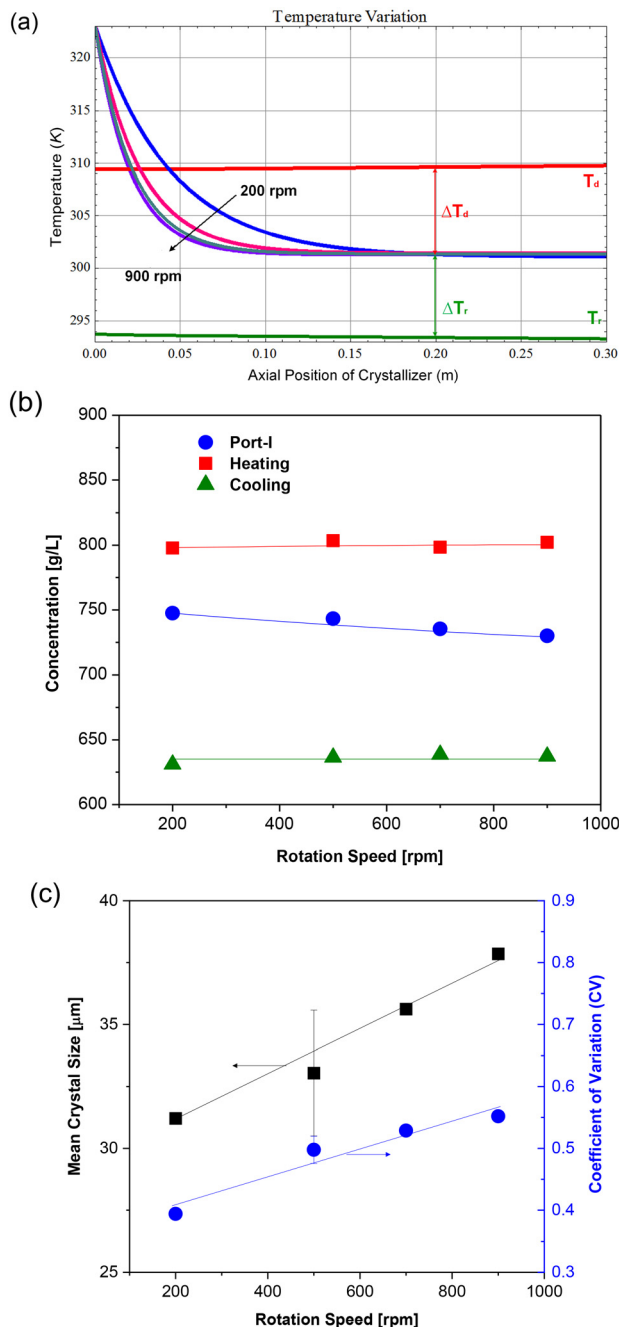 (a)
Temperature Variation
320
315
310
305
300
295
Temperature (K)
200 rpm
900 rpm
ΔTd
Td
ΔTr
Tr
0.00 0.05 0.10 0.15 0.20 0.25 0.30
Axial Position of Crystallizer (m)
(b)
900
850
800
750
700
650
600
Concentration [g/L]
Port-I
Heating
Cooling
200 400 600 800 1000
Rotation Speed [rpm]
(c)
40
35
30
25
Mean Crystal Size [μm]
0.9
0.8
0.7
0.6
0.5
0.4
0.3
Coefficient of Variation (CV)
200 400 600 800 1000
Rotation Speed [rpm]